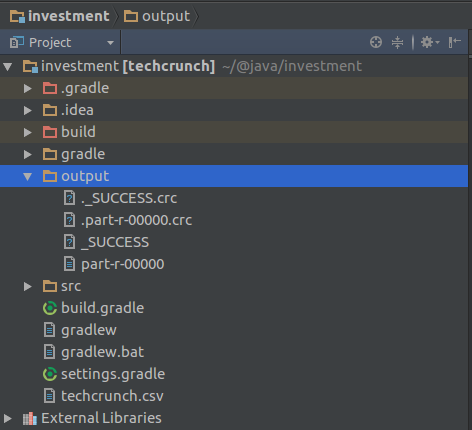 investment output
Project
investment [techcrunch] ~/@java/investment
.gradle
.idea
build
gradle
output
._SUCCESS.crc
.part-r-00000.crc
_SUCCESS
part-r-00000
src
build.gradle
gradlew
gradlew.bat
settings.gradle
techcrunch.csv
External Libraries